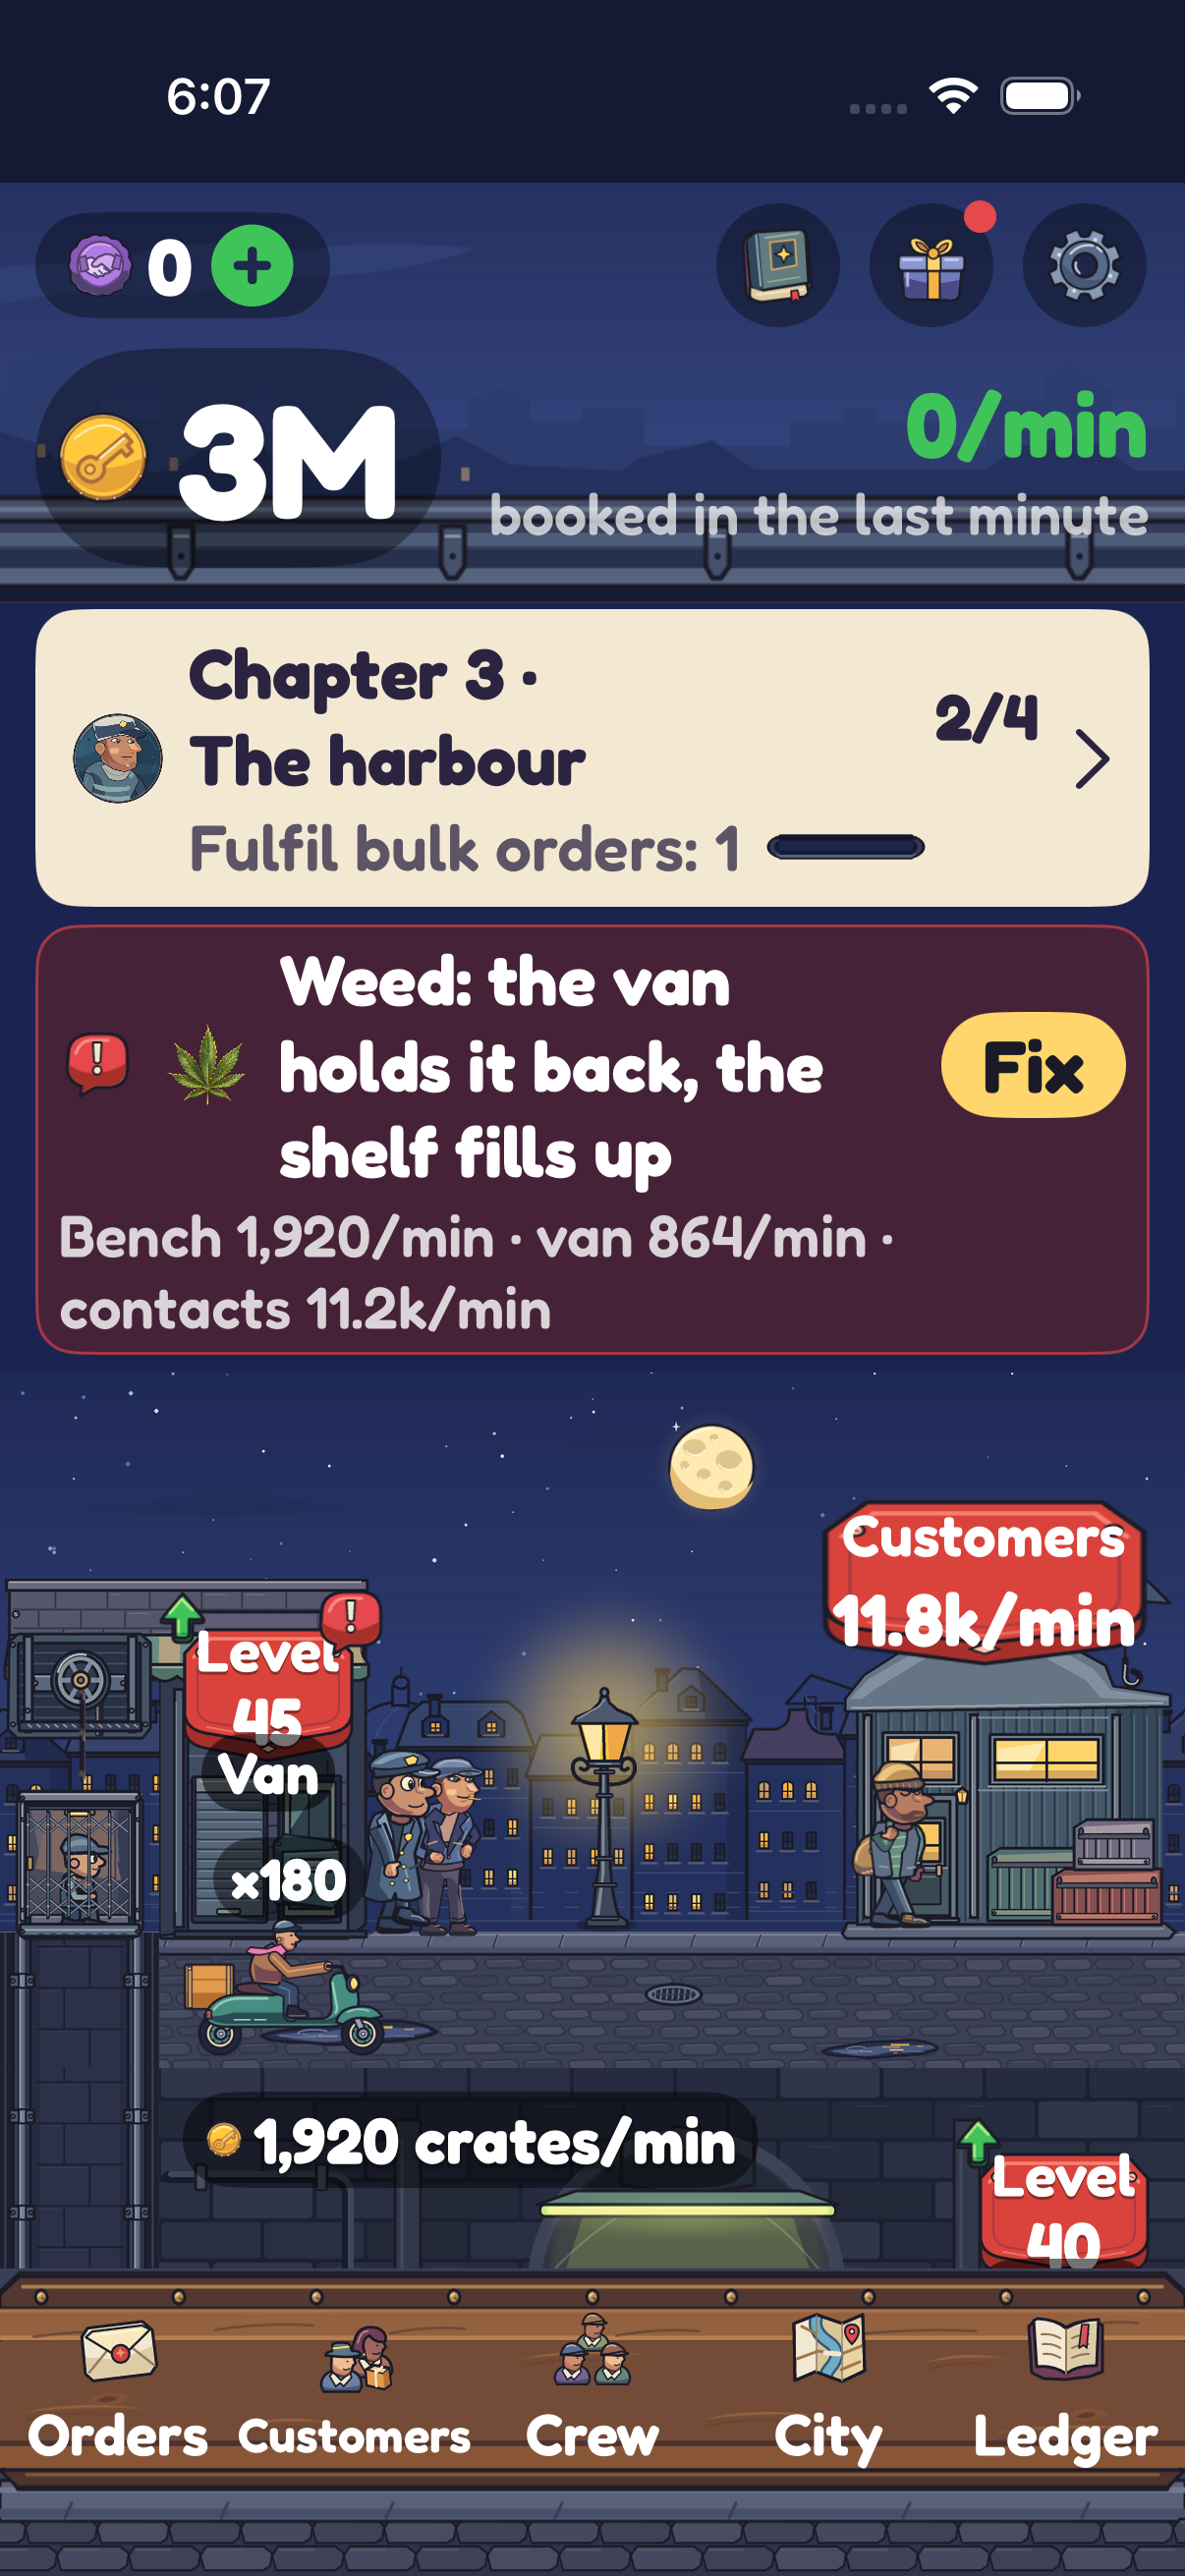 6:07
0
3M
0/min
booked in the last minute
Chapter 3 ·
The harbour
2/4
Fulfil bulk orders: 1
Weed: the van
holds it back, the
shelf fills up
Fix
Bench 1,920/min · van 864/min ·
contacts 11.2k/min
Customers
11.8k/min
Level
45
Van
×180
1,920 crates/min
Level
40
Orders
Customers
Crew
City
Ledger